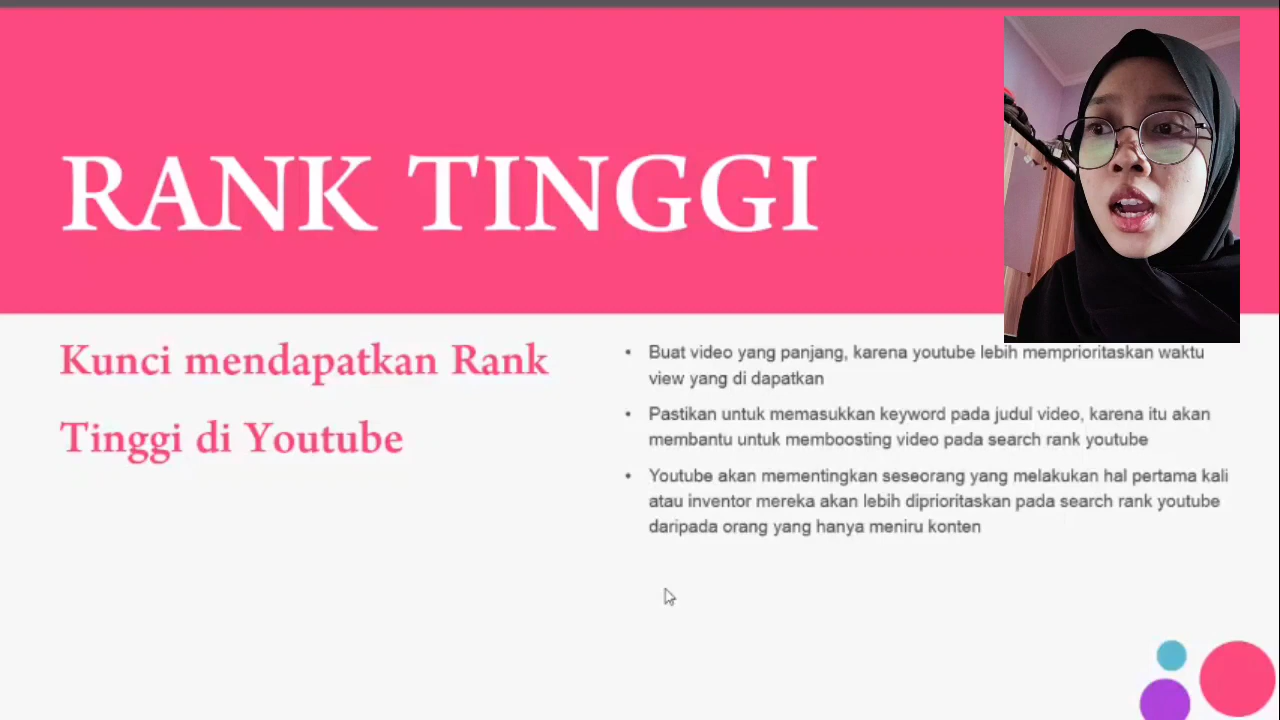 RANK TINGGI
Kunci mendapatkan Rank
Tinggi di Youtube
• Buat video yang panjang, karena youtube lebih memprioritaskan waktu
view yang di dapatkan
• Pastikan untuk memasukkan keyword pada judul video, karena itu akan
membantu untuk memboosting video pada search rank youtube
• Youtube akan mementingkan seseorang yang melakukan hal pertama kali
atau inventor mereka akan lebih diprioritaskan pada search rank youtube
daripada orang yang hanya meniru konten